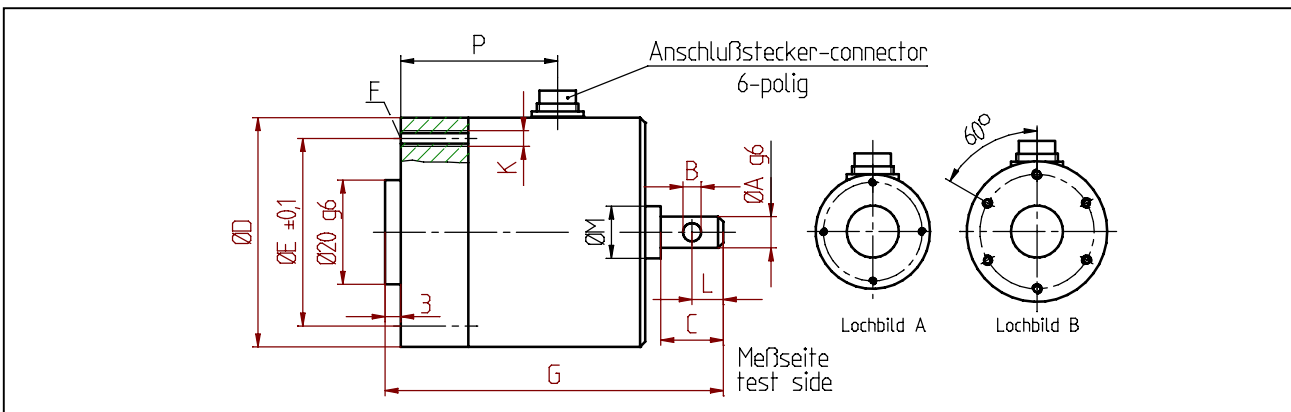 P
Anschlußstecker-connector
6-polig
F
K
B
ØA g6
60°
ØD
ØE ±0,1
Ø20 g6
ØM
3
L
C
G
Meßseite
test side
Lochbild A
Lochbild B